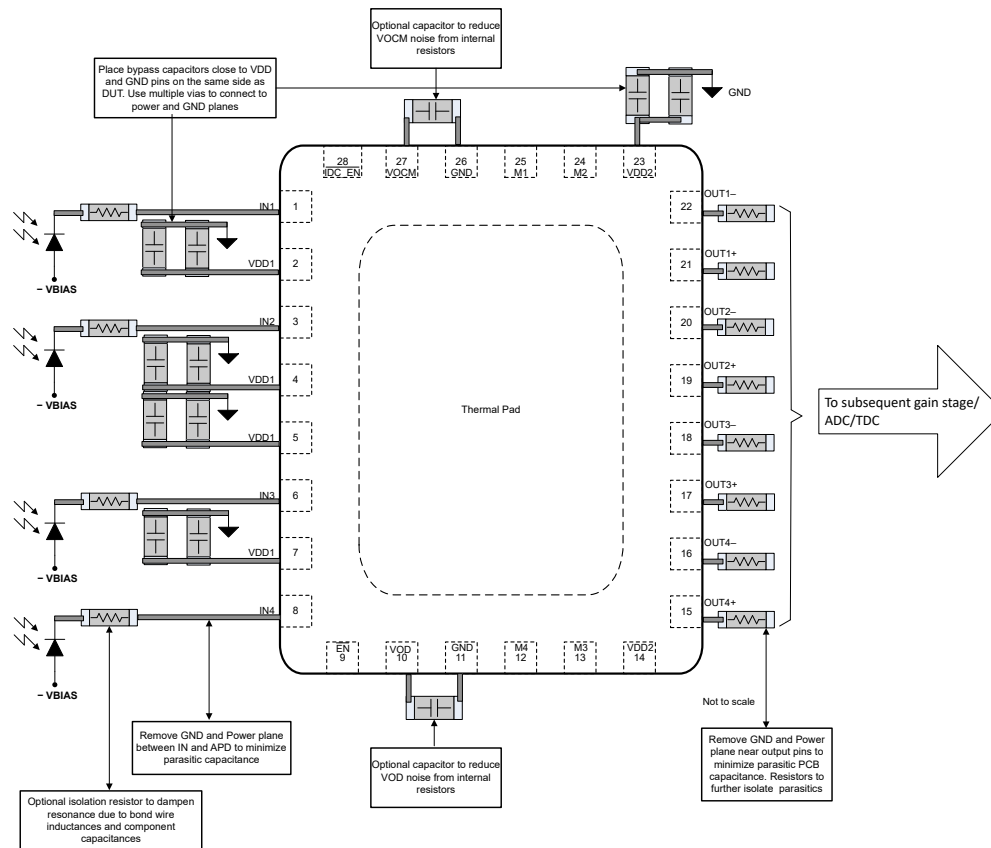 Optional capacitor to reduce
VOCM noise from internal
resistors
Place bypass capacitors close to VDD
and GND pins on the same side as
DUT. Use multiple vias to connect to
power and GND planes
GND
28
IDC_EN
27
VOCM
26
GND
25
M1
24
M2
23
VDD2
IN1
1
VDD1
2
– VBIAS
IN2
3
VDD1
4
– VBIAS
VDD1
5
IN3
6
VDD1
7
– VBIAS
IN4
8
– VBIAS
Thermal Pad
22
OUT1–
21
OUT1+
20
OUT2–
19
OUT2+
18
OUT3–
17
OUT3+
16
OUT4–
15
OUT4+
To subsequent gain stage/
ADC/TDC
EN
9
VOD
10
GND
11
M4
12
M3
13
VDD2
14
Not to scale
Remove GND and Power plane
between IN and APD to minimize
parasitic capacitance
Optional capacitor to reduce
VOD noise from internal
resistors
Remove GND and Power
plane near output pins to
minimize parasitic PCB
capacitance. Resistors to
further isolate parasitics
Optional isolation resistor to dampen
resonance due to bond wire
inductances and component
capacitances